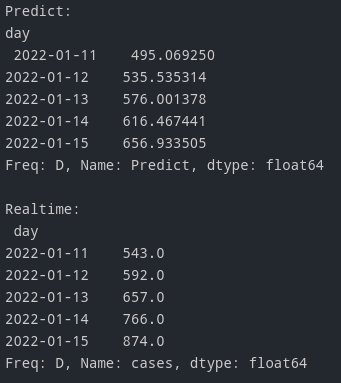 Predict:
day
2022-01-11    495.069250
2022-01-12    535.535314
2022-01-13    576.001378
2022-01-14    616.467441
2022-01-15    656.933505
Freq: D, Name: Predict, dtype: float64
Realtime:
day
2022-01-11    543.0
2022-01-12    592.0
2022-01-13    657.0
2022-01-14    766.0
2022-01-15    874.0
Freq: D, Name: cases, dtype: float64